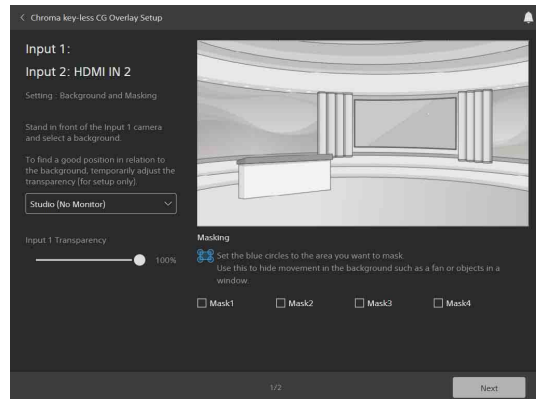 Chroma key-less CG Overlay Setup
Input 1:
Input 2: HDMI IN 2
Setting : Background and Masking
Stand in front of the Input 1 camera
and select a background.
To find a good position in relation to
the background, temporarily adjust the
transparency (for setup only).
Studio (No Monitor)
Input 1 Transparency
100%
Masking
Set the blue circles to the area you want to mask.
Use this to hide movement in the background such as a fan or objects in a
window.
Mask1 Mask2 Mask3 Mask4
1/2
Next